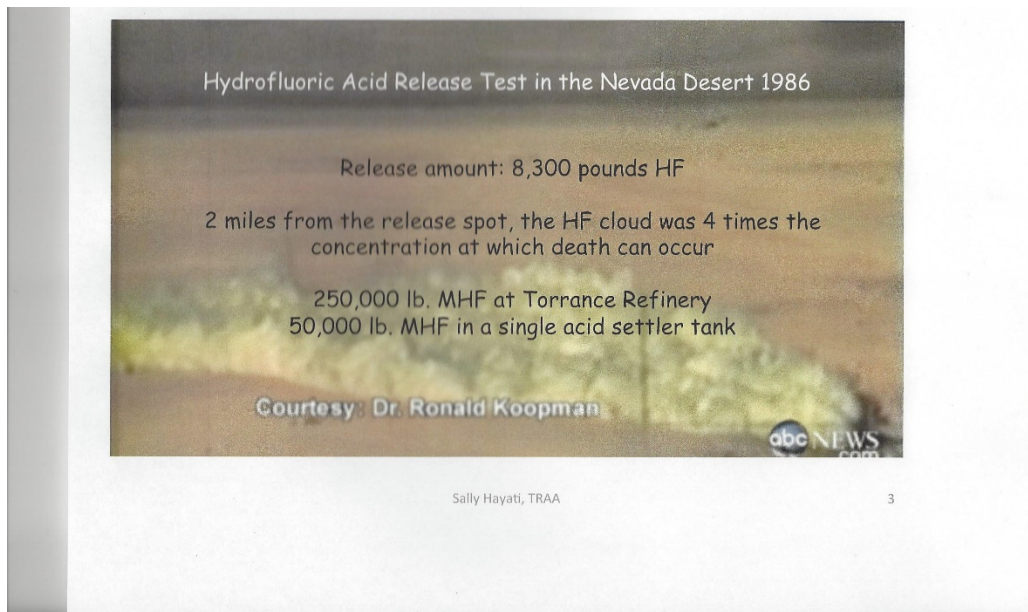 Hydrofluoric Acid Release Test in the Nevada Desert 1986
Release amount: 8,300 pounds HF
2 miles from the release spot, the HF cloud was 4 times the
concentration at which death can occur
250,000 lb. MHF at Torrance Refinery
50,000 lb. MHF in a single acid settler tank
Courtesy: Dr. Ronald Koopman
abc NEWS
.com
Sally Hayati, TRAA
3